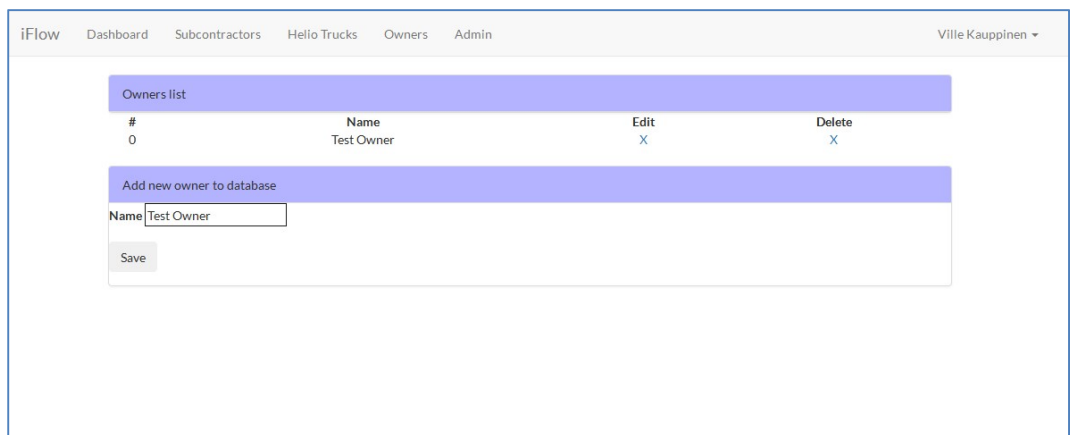 iFlow Dashboard Subcontractors Helio Trucks Owners Admin Ville Kauppinen
Owners list
# Name Edit Delete
0 Test Owner X X
Add new owner to database
Name Test Owner
Save